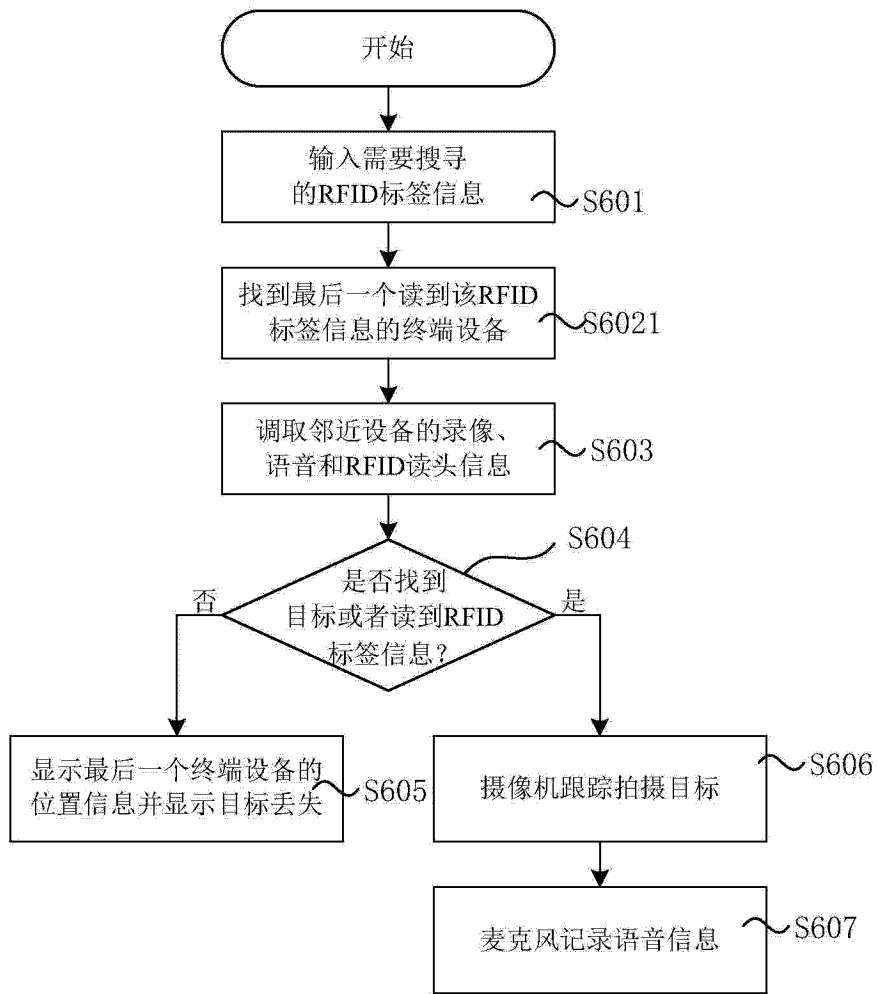 开始
输入需要搜寻
的RFID标签信息
S601
找到最后一个读到该RFID
标签信息的终端设备
S6021
调取邻近设备的录像、
语音和RFID读头信息
S603
S604
是否找到
目标或者读到RFID
标签信息?
否
是
显示最后一个终端设备的
位置信息并显示目标丢失
S605
摄像机跟踪拍摄目标
S606
麦克风记录语音信息
S607